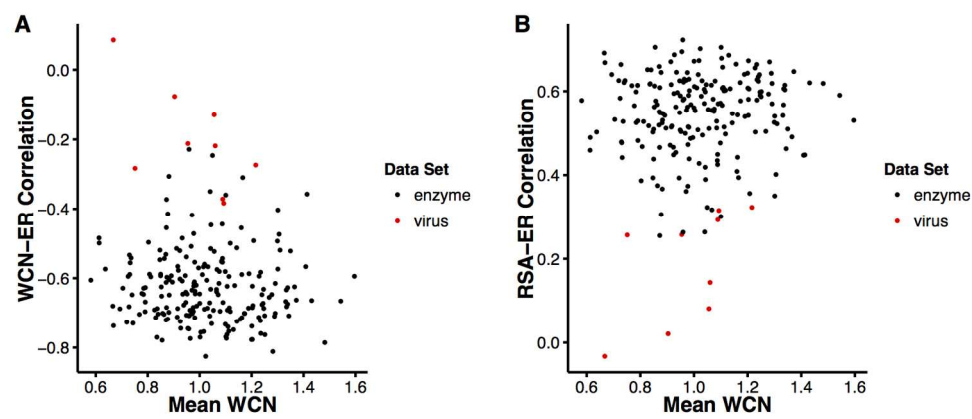 A
WCN−ER Correlation
0.0
−0.2
−0.4
−0.6
−0.8
0.6 0.8 1.0 1.2 1.4 1.6
Mean WCN
Data Set
enzyme
virus
B
RSA−ER Correlation
0.6
0.4
0.2
0.0
0.6 0.8 1.0 1.2 1.4 1.6
Mean WCN
Data Set
enzyme
virus